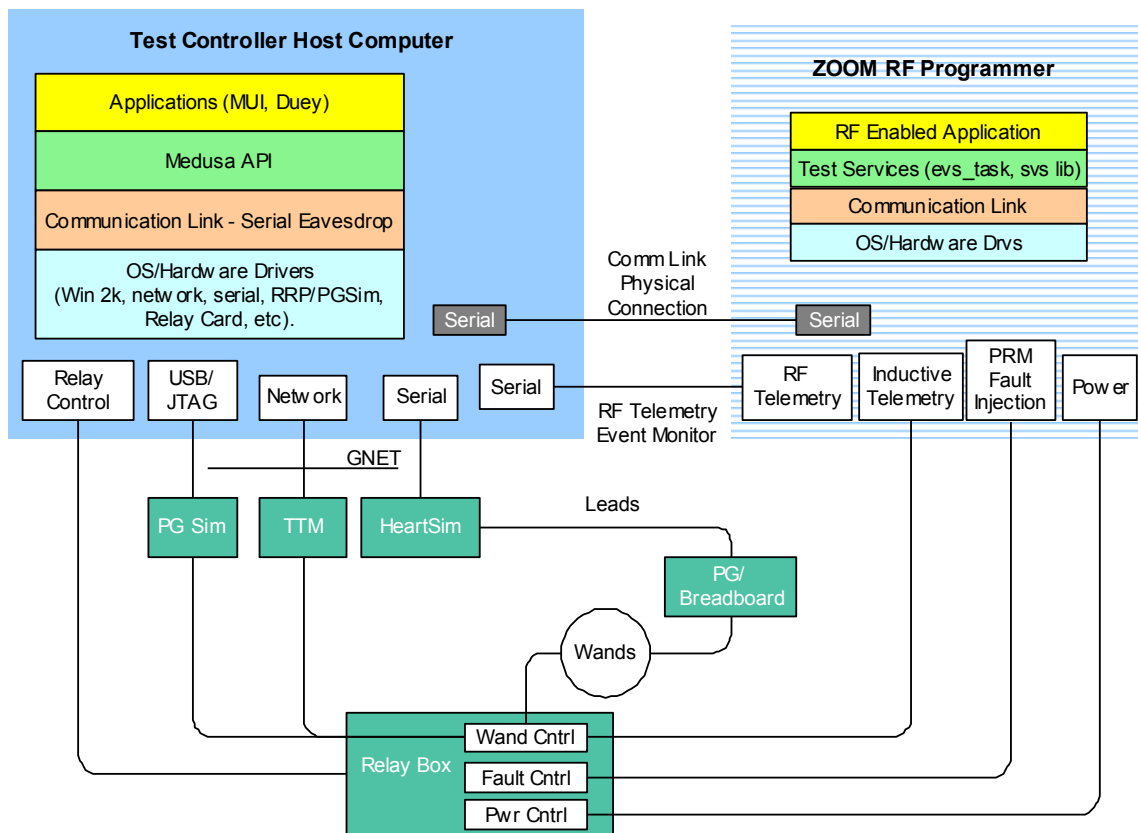 Test Controller Host Computer
Applications (MUI, Duey)
Medusa API
Communication Link - Serial Eavesdrop
OS/Hardware Drivers
(Win 2k, network, serial, RRP/PGSim,
Relay Card, etc).
ZOOM RF Programmer
RF Enabled Application
Test Services (evs_task, svs lib)
Communication Link
OS/Hardware Drvs
Comm Link
Physical
Connection
Serial
Serial
Relay
Control
USB/
JTAG
Network
Serial
Serial
RF Telemetry
Event Monitor
RF
Telemetry
Inductive
Telemetry
PRM
Fault
Injection
Power
GNET
PG Sim
TTM
HeartSim
Leads
PG/
Breadboard
Wands
Relay Box
Wand Cntrl
Fault Cntrl
Pwr Cntrl